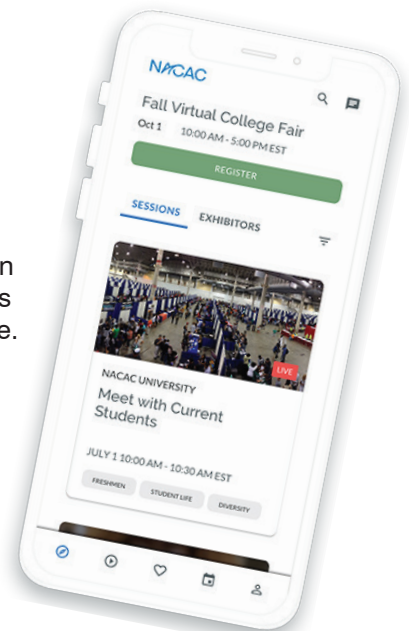 NACAC
Fall Virtual College Fair
Oct 1 10:00 AM - 5:00 PM EST
REGISTER
SESSIONS EXHIBITORS
n
s
e.
LIVE
NACAC UNIVERSITY
Meet with Current
Students
JULY 1 10:00 AM - 10:30 AM EST
FRESHMEN STUDENT LIFE DIVERSITY